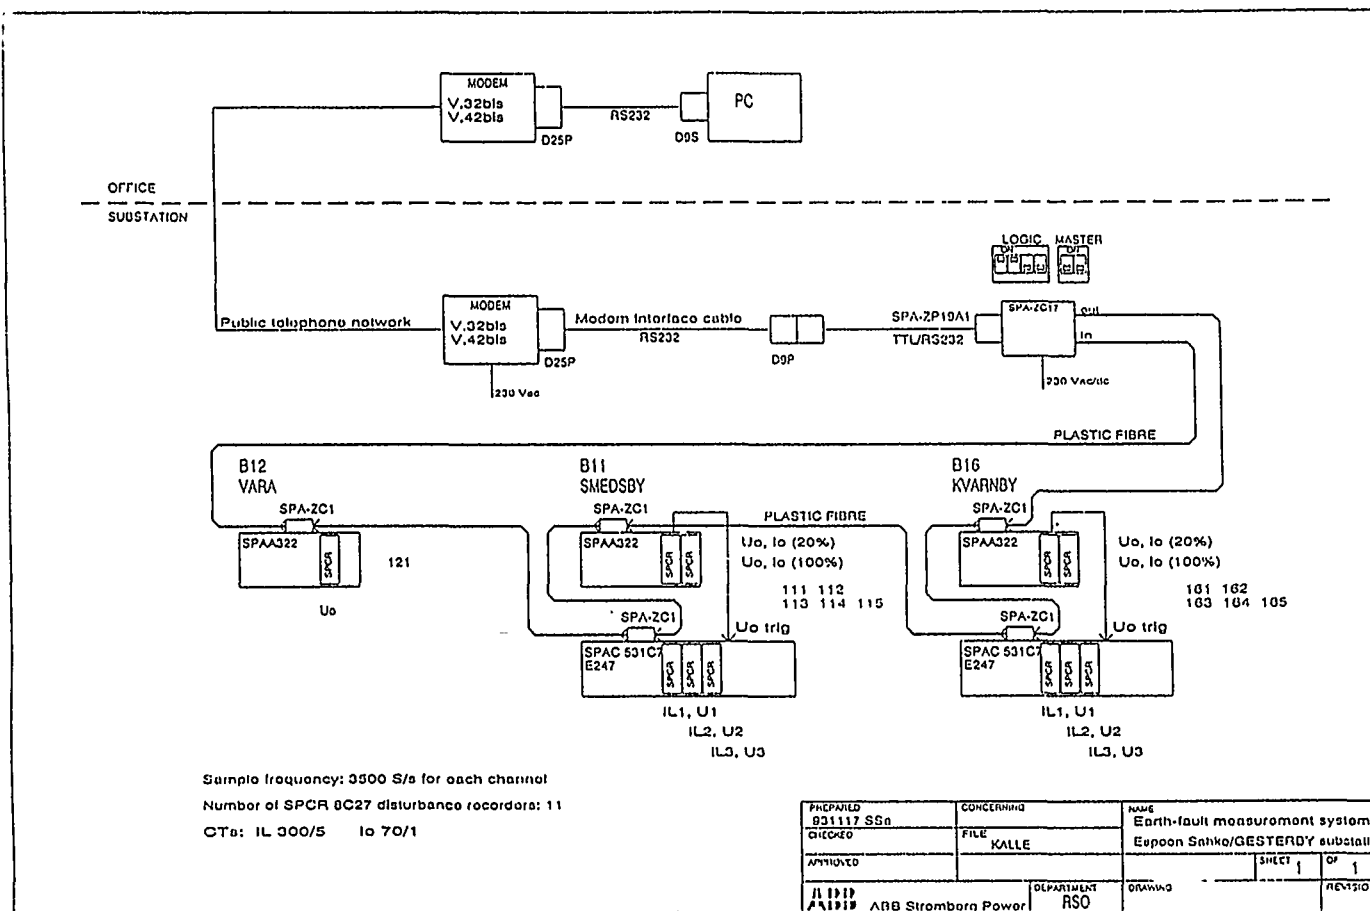 MODEM
V.32bis
V.42bis
D25P
RS232
D9S
PC
OFFICE
SUBSTATION
LOGIC MASTER
Public telephone network
MODEM
V.32bis
V.42bis
D25P
230 Vac
Modem interface cable
RS232
D9P
SPA-ZP19A1
TTL/RS232
SPA-ZC17
out
in
230 Vac/dc
PLASTIC FIBRE
B12
VARA
SPA-ZC1
SPAA322
SPCR
121
Uo
B11
SMEDSBY
SPA-ZC1
SPAA322
SPCR
SPCR
PLASTIC FIBRE
Uo, Io (20%)
Uo, Io (100%)
111 112
113 114 115
SPA-ZC1
Uo trig
SPAC 531C7
E247
SPCR
SPCR
SPCR
IL1, U1
IL2, U2
IL3, U3
B16
KVARNBY
SPA-ZC1
SPAA322
SPCR
SPCR
Uo, Io (20%)
Uo, Io (100%)
161 162
163 164 165
SPA-ZC1
Uo trig
SPAC 531C7
E247
SPCR
SPCR
SPCR
IL1, U1
IL2, U2
IL3, U3
Sample frequency: 3500 S/s for each channel
Number of SPCR 8C27 disturbance recorders: 11
CTs: IL 300/5 Io 70/1
PREPARED
931117 SSn
CONCERNING
NAME
Earth-fault measurement system
CHECKED
FILE
KALLE
Espoon Sahko/GESTERBY substati
APPROVED
SHEET 1
OF 1
ABB
ABB Stromborg Power
DEPARTMENT
RSO
DRAWING
REVISIO